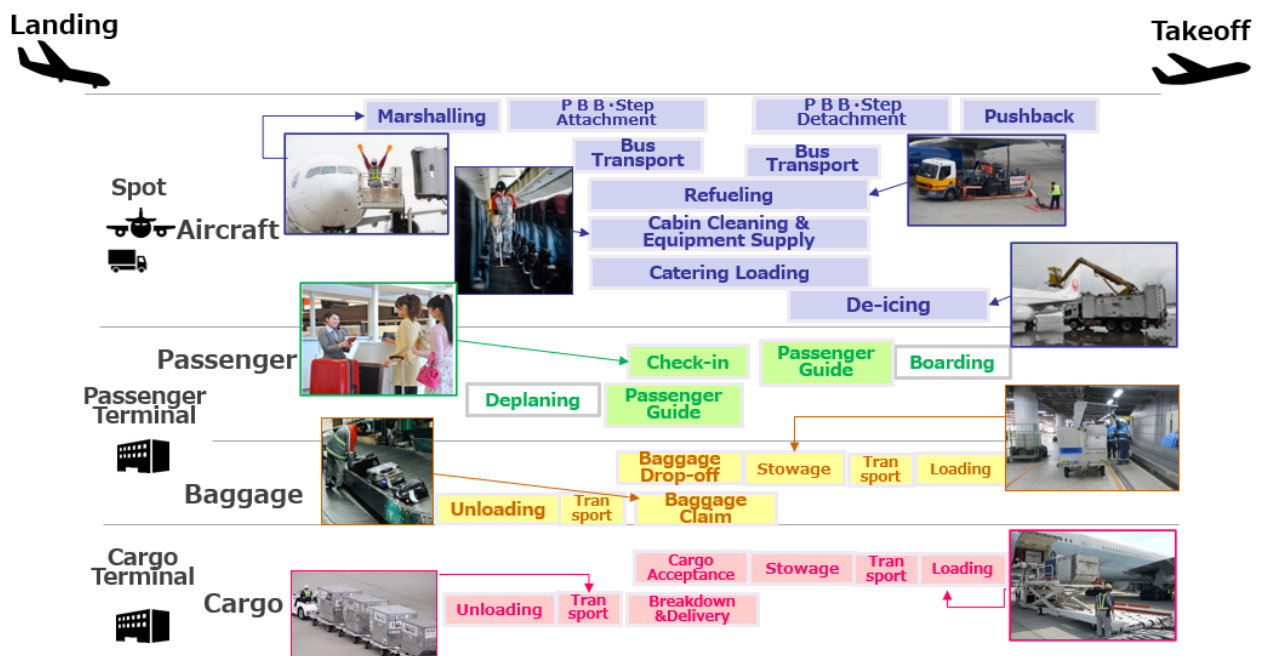 Landing
Takeoff
Marshalling
P B B・Step
Attachment
P B B・Step
Detachment
Pushback
Bus
Transport
Bus
Transport
Spot
Aircraft
Refueling
Cabin Cleaning &
Equipment Supply
Catering Loading
De-icing
Passenger
Check-in
Passenger
Guide
Boarding
Passenger
Terminal
Deplaning
Passenger
Guide
Baggage
Baggage
Drop-off
Stowage
Tran
sport
Loading
Unloading
Tran
sport
Baggage
Claim
Cargo
Terminal
Cargo
Cargo
Acceptance
Stowage
Tran
sport
Loading
Unloading
Tran
sport
Breakdown
&Delivery